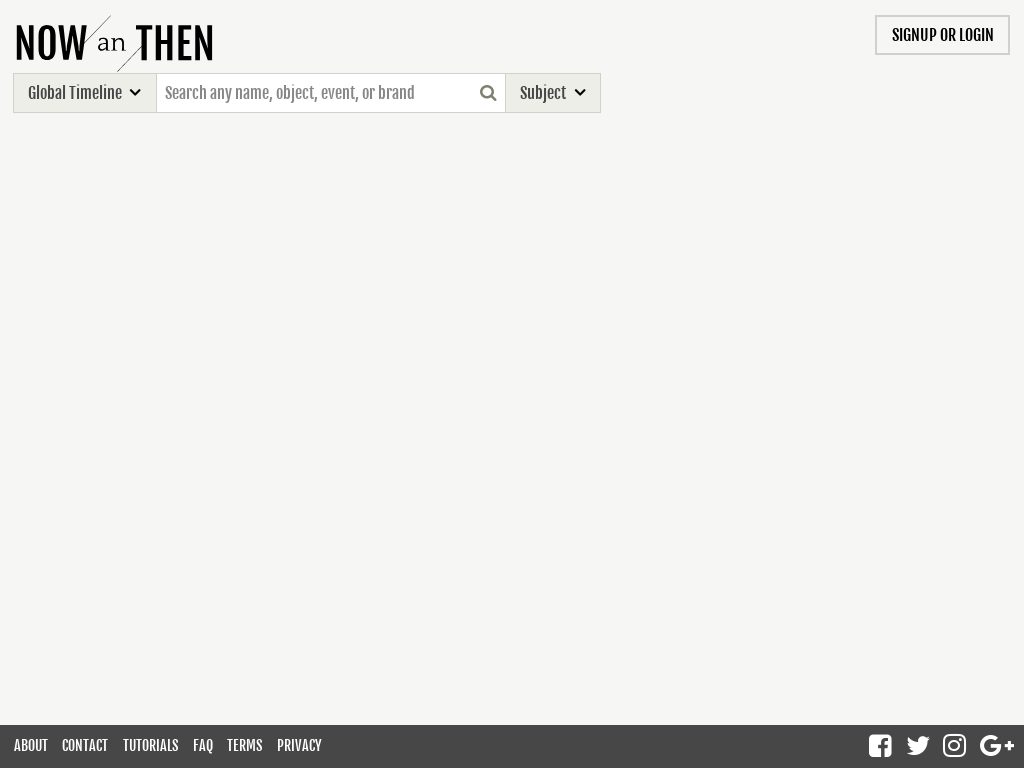 NOW an THEN
SIGNUP OR LOGIN
Global Timeline
Search any name, object, event, or brand
Subject
ABOUT CONTACT TUTORIALS FAQ TERMS PRIVACY